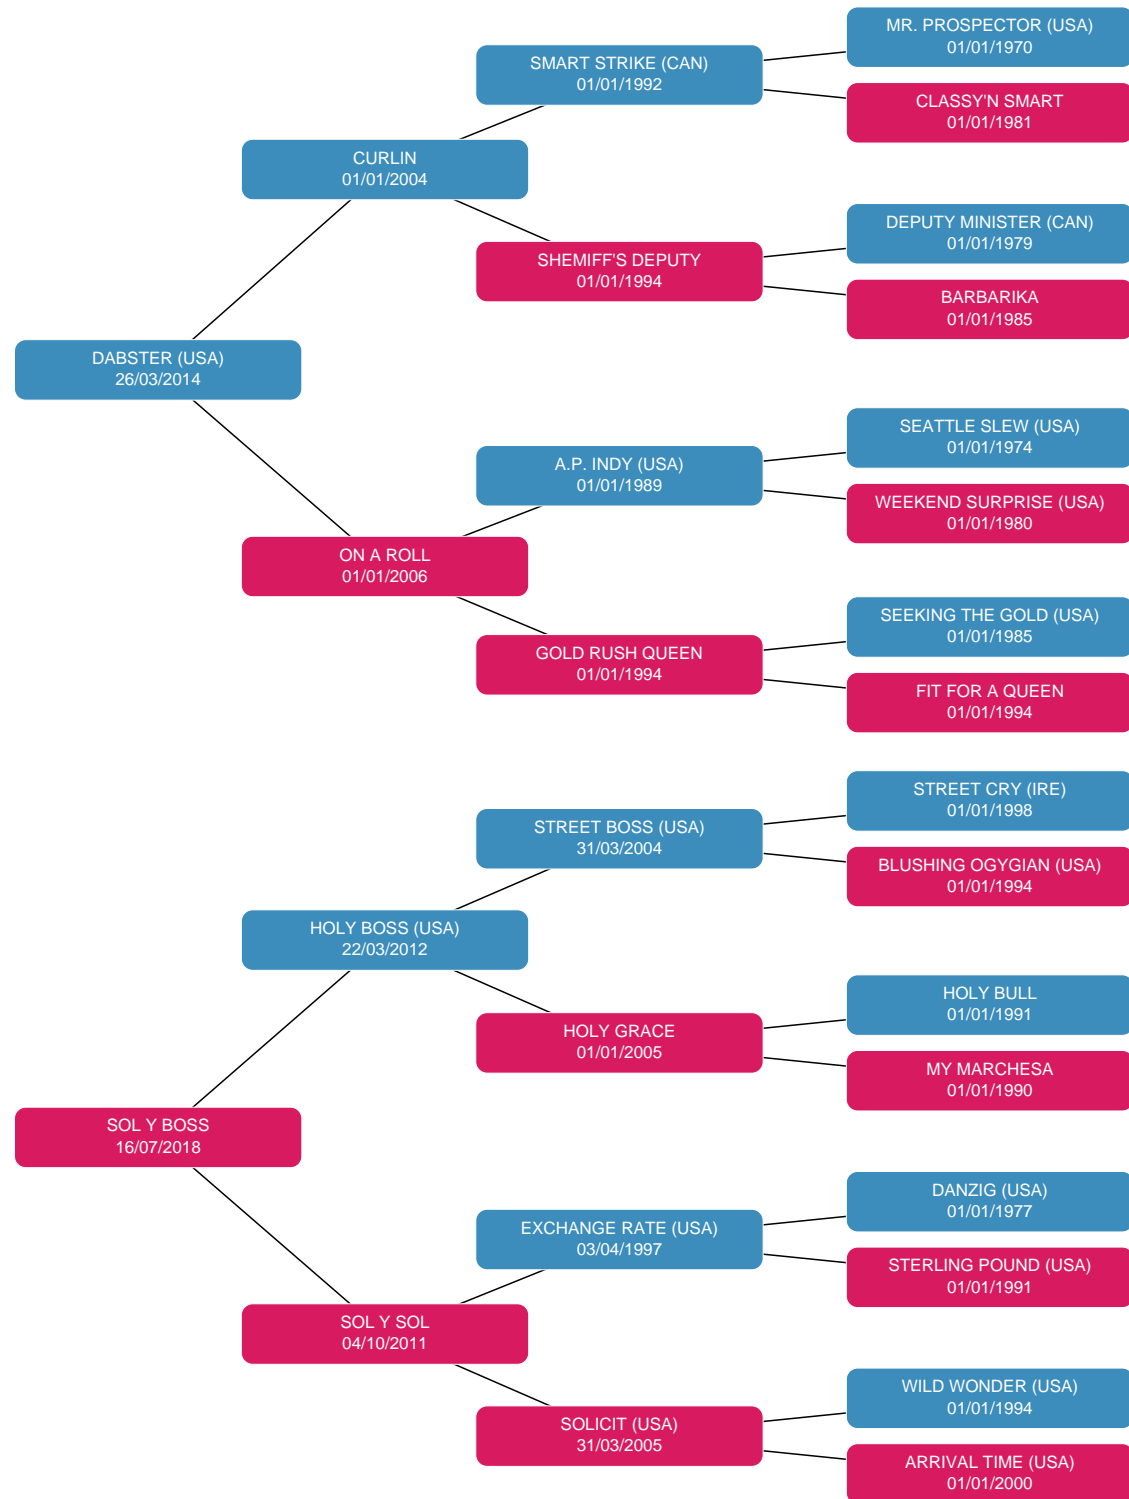 MR. PROSPECTOR (USA)
01/01/1970
SMART STRIKE (CAN)
01/01/1992
CLASSY'N SMART
01/01/1981
CURLIN
01/01/2004
DEPUTY MINISTER (CAN)
01/01/1979
SHEMIFF'S DEPUTY
01/01/1994
BARBARIKA
01/01/1985
DABSTER (USA)
26/03/2014
SEATTLE SLEW (USA)
01/01/1974
A.P. INDY (USA)
01/01/1989
WEEKEND SURPRISE (USA)
01/01/1980
ON A ROLL
01/01/2006
SEEKING THE GOLD (USA)
01/01/1985
GOLD RUSH QUEEN
01/01/1994
FIT FOR A QUEEN
01/01/1994
STREET CRY (IRE)
01/01/1998
STREET BOSS (USA)
31/03/2004
BLUSHING OGYGIAN (USA)
01/01/1994
HOLY BOSS (USA)
22/03/2012
HOLY BULL
01/01/1991
HOLY GRACE
01/01/2005
MY MARCHESA
01/01/1990
SOL Y BOSS
16/07/2018
DANZIG (USA)
01/01/1977
EXCHANGE RATE (USA)
03/04/1997
STERLING POUND (USA)
01/01/1991
SOL Y SOL
04/10/2011
WILD WONDER (USA)
01/01/1994
SOLICIT (USA)
31/03/2005
ARRIVAL TIME (USA)
01/01/2000